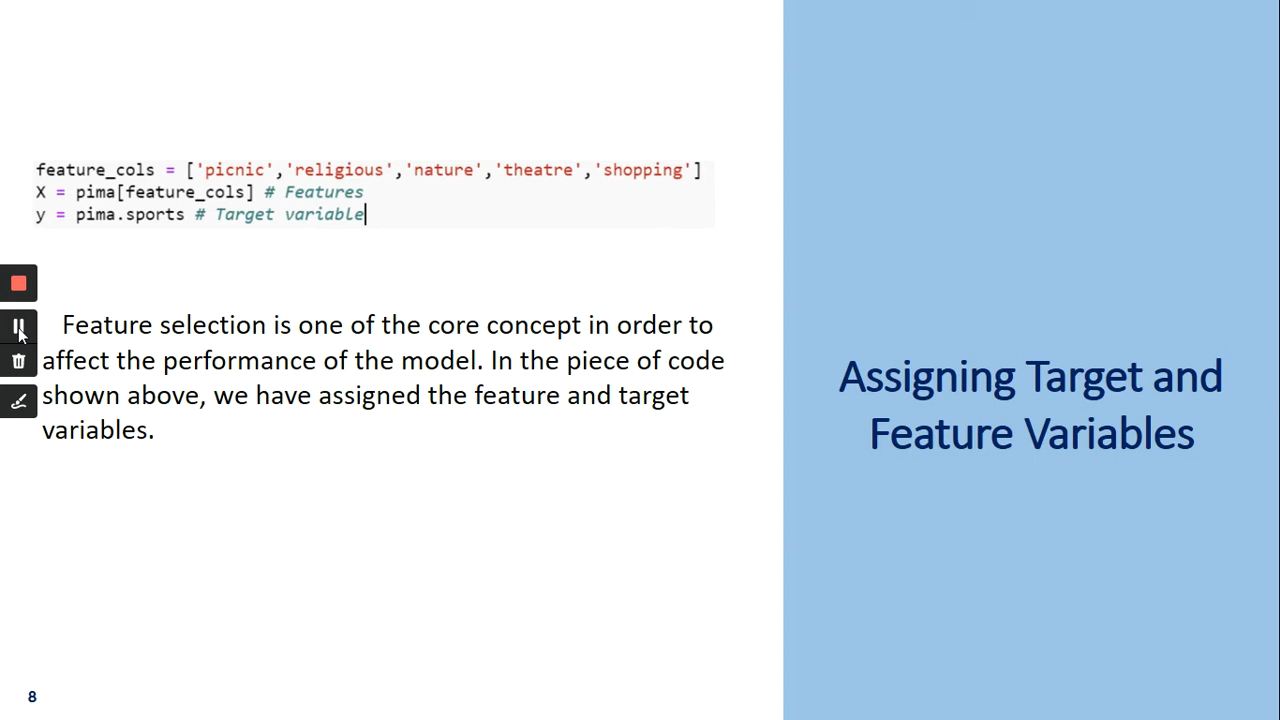 feature_cols = ['picnic','religious','nature','theatre','shopping']
X = pima[feature_cols] # Features
y = pima.sports # Target variable
Feature selection is one of the core concept in order to
affect the performance of the model. In the piece of code
shown above, we have assigned the feature and target
variables.
Assigning Target and
Feature Variables
8